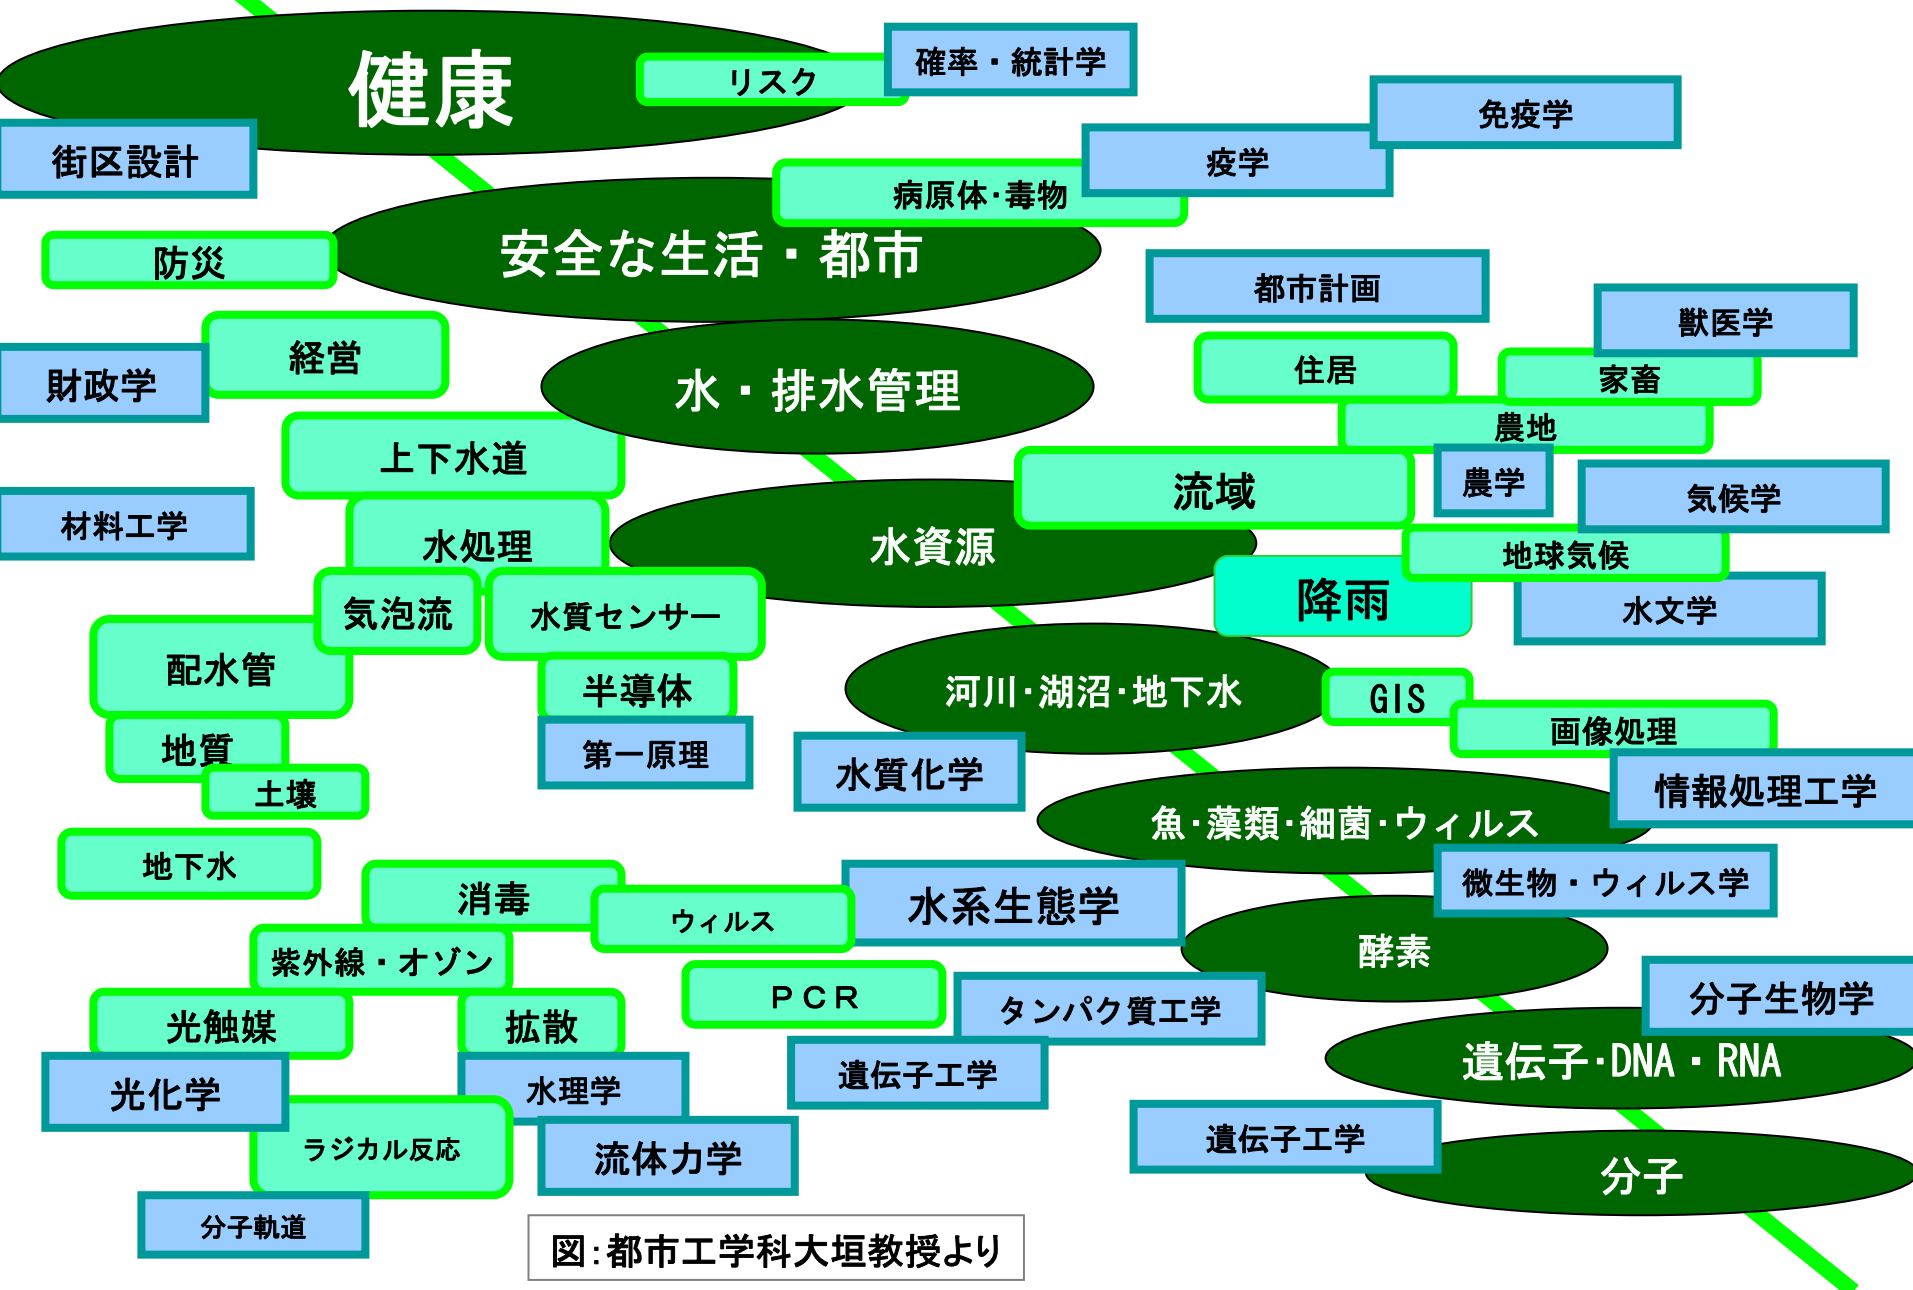 健康
リスク
確率・統計学
免疫学
街区設計
疫学
病原体・毒物
防災
安全な生活・都市
都市計画
獣医学
経営
財政学
水・排水管理
住居
家畜
農地
上下水道
流域
農学
気候学
材料工学
水処理
水資源
地球気候
降雨
水文学
気泡流
水質センサー
配水管
半導体
河川・湖沼・地下水
GIS
画像処理
地質
第一原理
水質化学
情報処理工学
土壌
魚・藻類・細菌・ウィルス
地下水
微生物・ウィルス学
消毒
ウィルス
水系生態学
紫外線・オゾン
酵素
PCR
タンパク質工学
分子生物学
光触媒
拡散
遺伝子・DNA・RNA
光化学
水理学
遺伝子工学
ラジカル反応
流体力学
遺伝子工学
分子
分子軌道
図:都市工学科大垣教授より